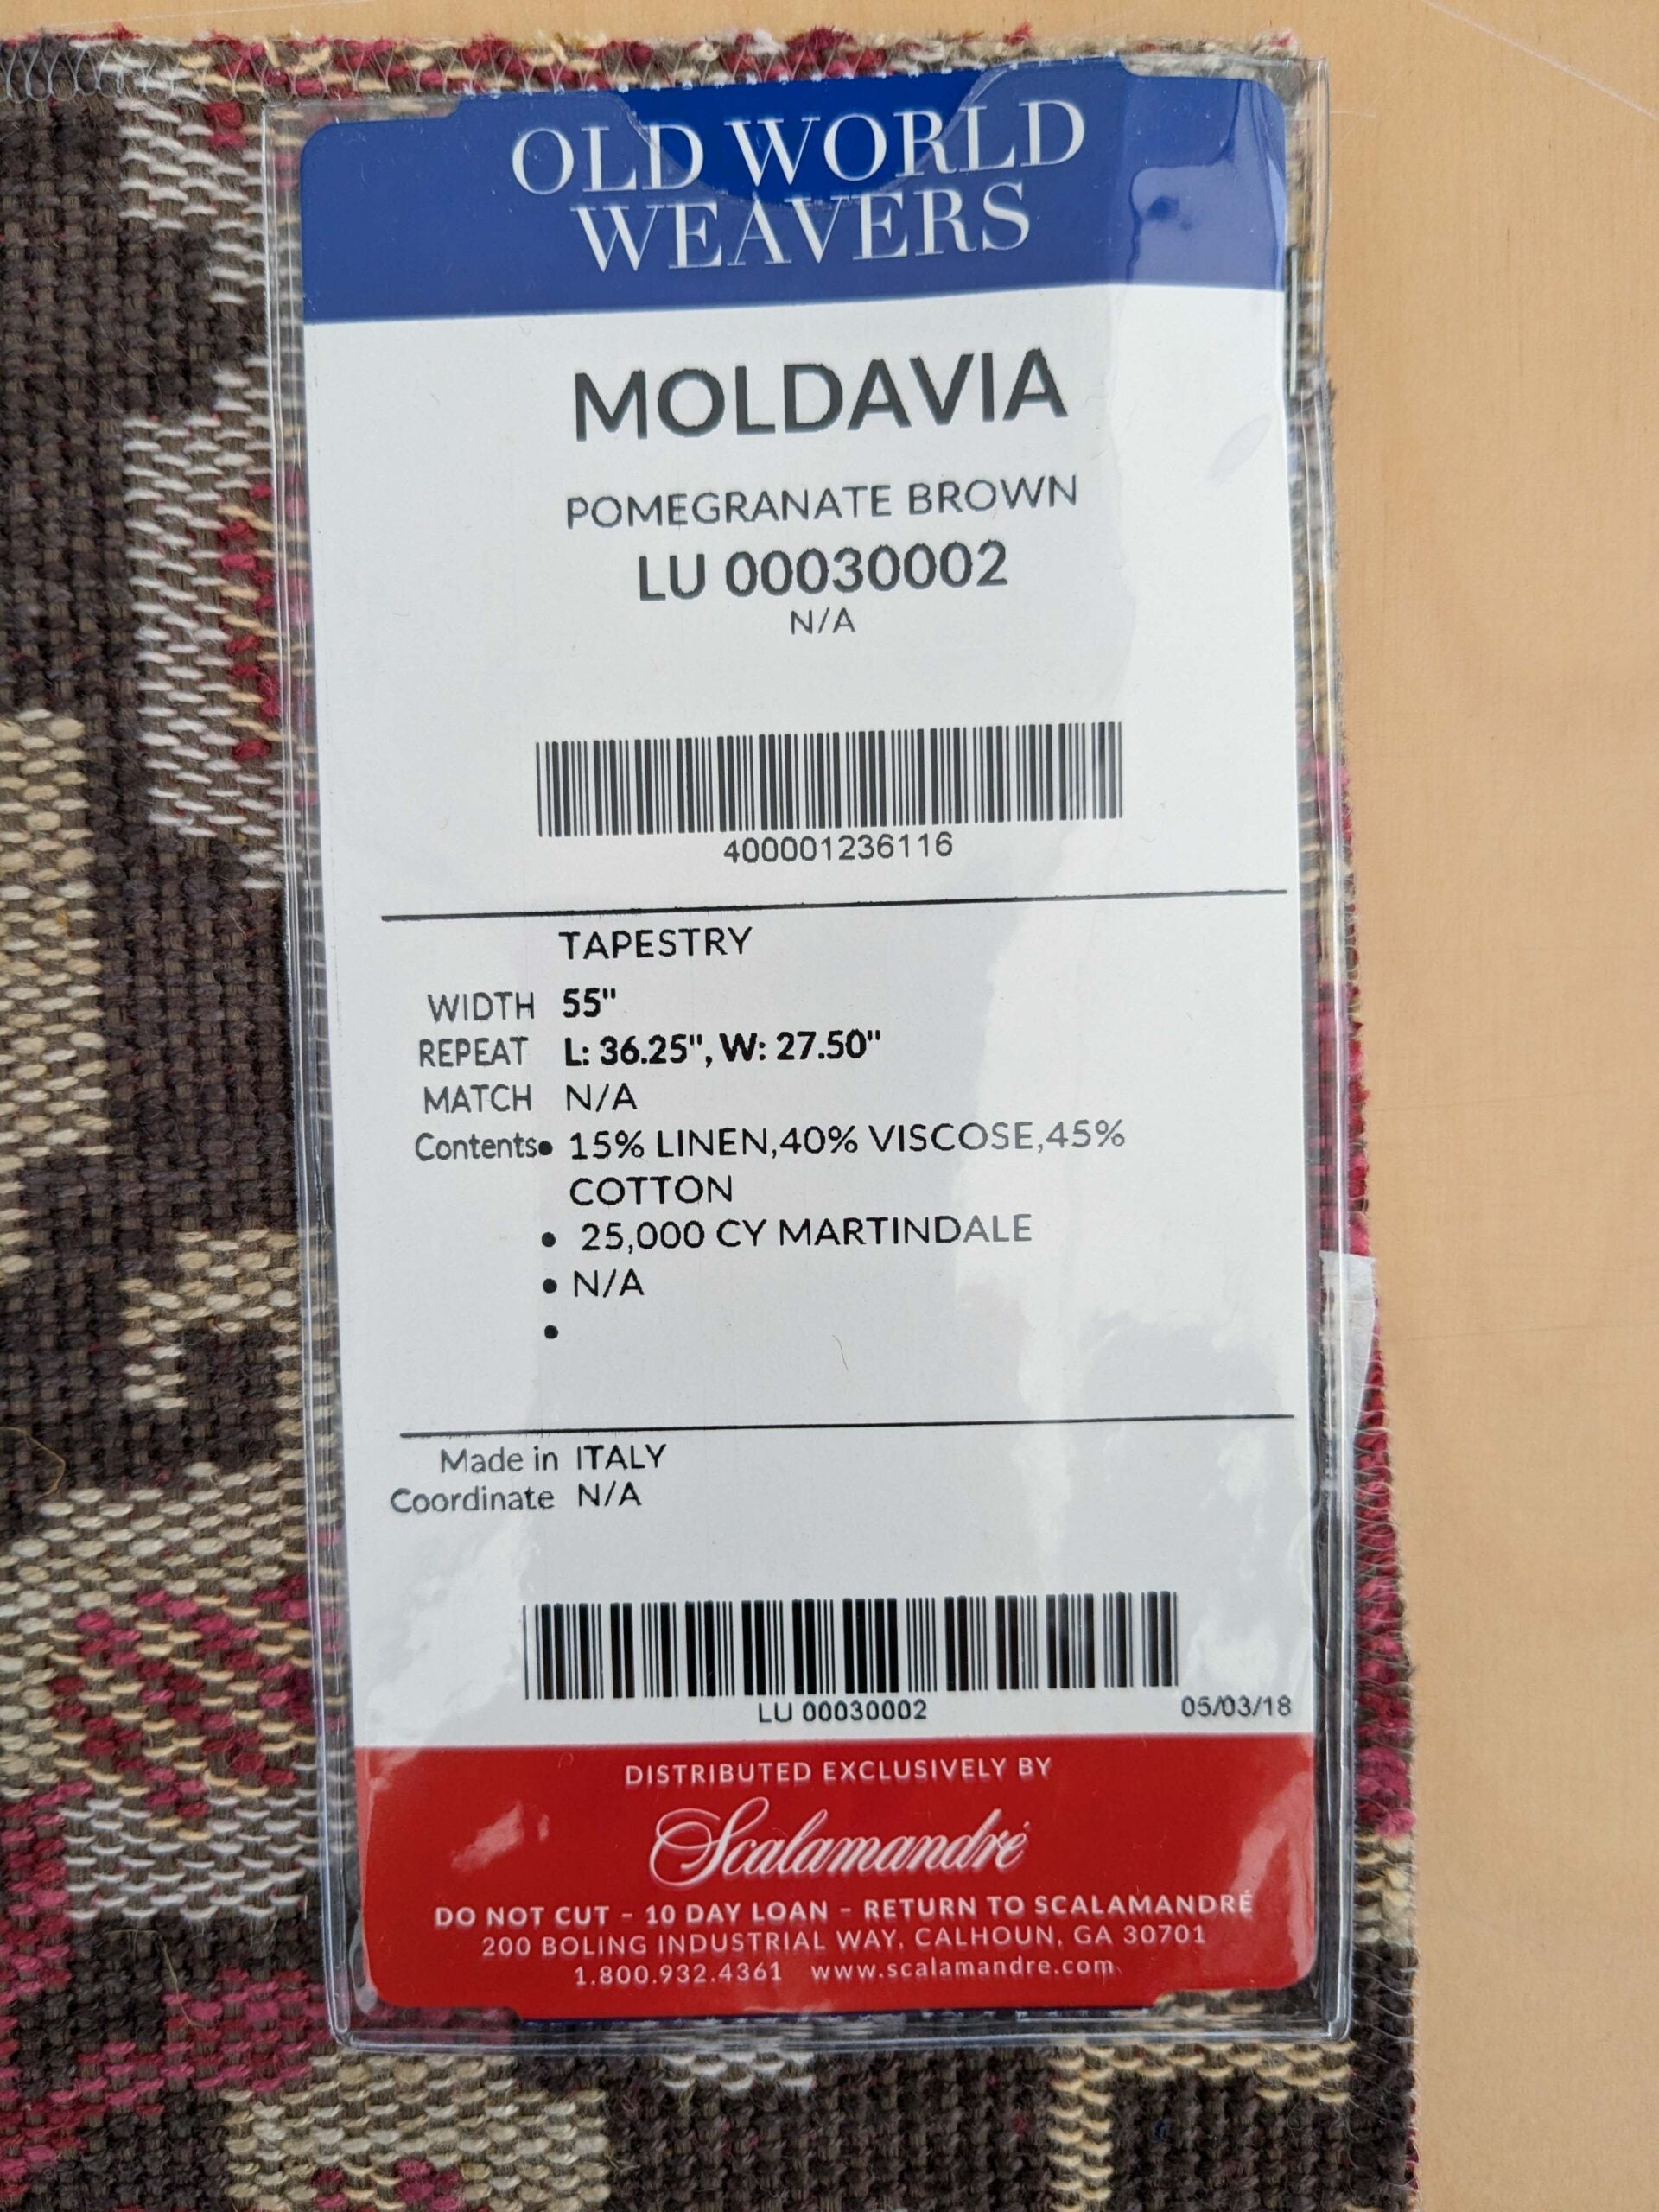 OLD WORLD
WEAVERS
MOLDAVIA
POMEGRANATE BROWN
LU 00030002
N/A
400001236116
TAPESTRY
WIDTH 55"
REPEAT L: 36.25", W: 27.50"
MATCH N/A
Contents• 15% LINEN,40% VISCOSE,45%
COTTON
• 25,000 CY MARTINDALE
• N/A
•
Made in ITALY
Coordinate N/A
LU 00030002 05/03/18
DISTRIBUTED EXCLUSIVELY BY
Scalamandré
DO NOT CUT – 10 DAY LOAN – RETURN TO SCALAMANDRÉ
200 BOLING INDUSTRIAL WAY, CALHOUN, GA 30701
1.800.932.4361 www.scalamandre.com